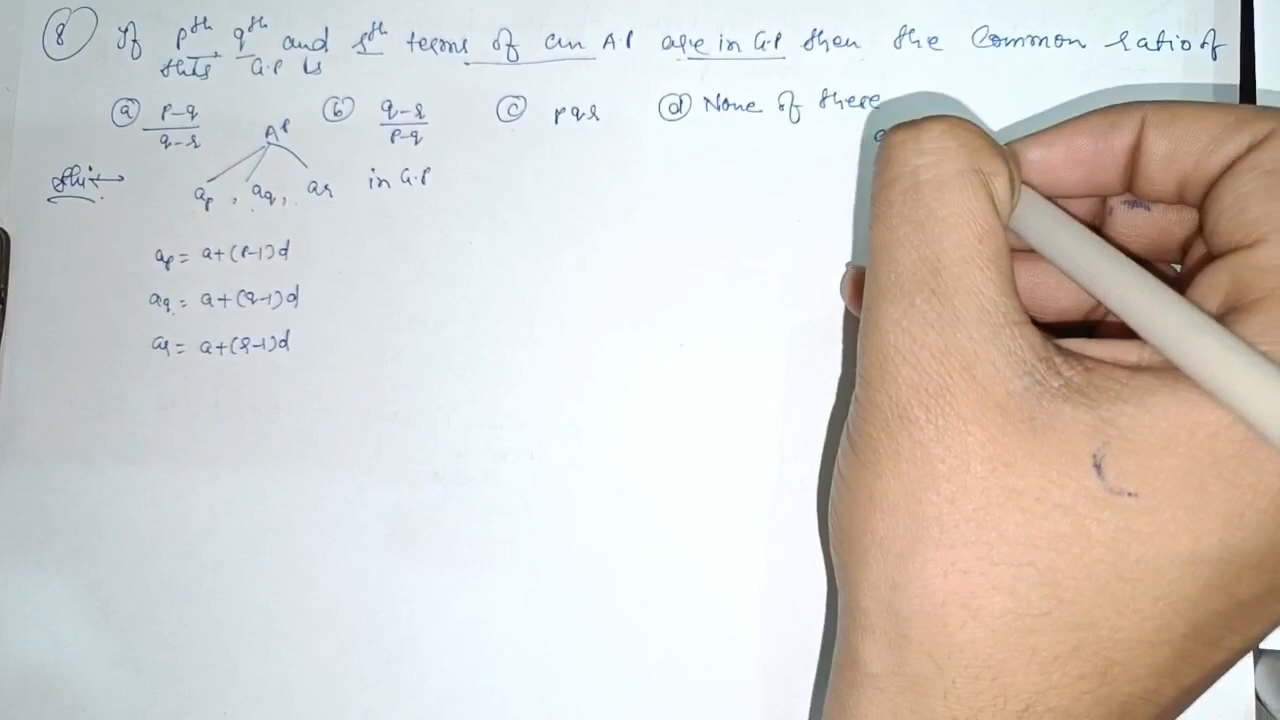 8 If pth, qth and rth terms of an A.P are in G.P then the Common ratio of
this G.P is
(a) p-q/q-r (b) q-r/p-q (c) pqr (d) None of these
AP
Solu:→ ap, aq, ar in G.P
ap = a+(p-1)d
aq = a+(q-1)d
ar = a+(r-1)d